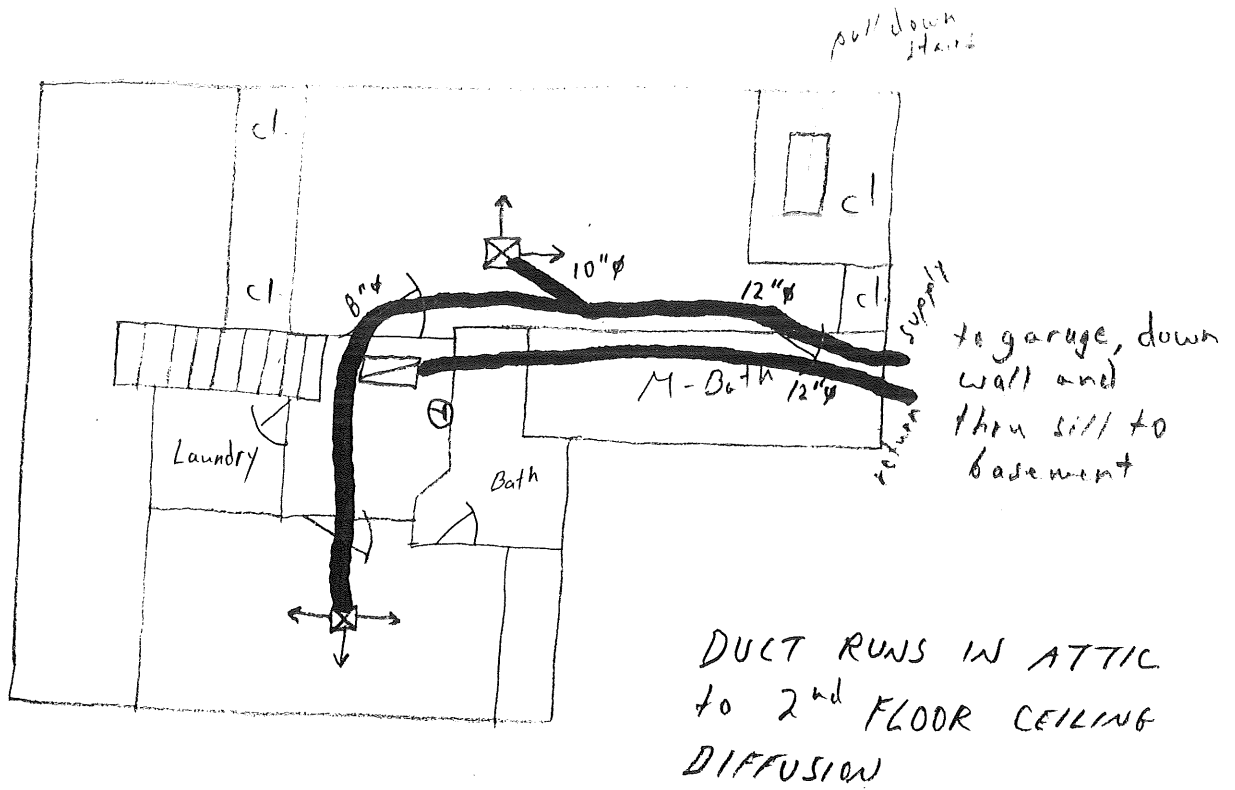 pull down
stairs
cl.
cl
cl.
10"ø
8"ø
12"ø
cl.
supply
to garage, down
wall and
thru sill to
basement
M-Bath
12"ø
return
T
Laundry
Bath
DUCT RUNS IN ATTIC
to 2nd FLOOR CEILING
DIFFUSION